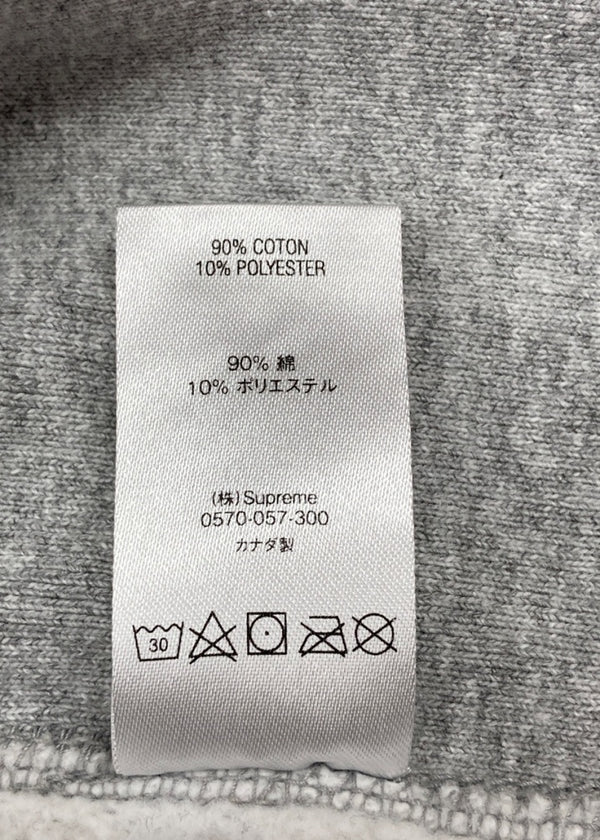 90% COTON
10% POLYESTER
90% 綿
10% ポリエステル
(株)Supreme
0570-057-300
カナダ製
30